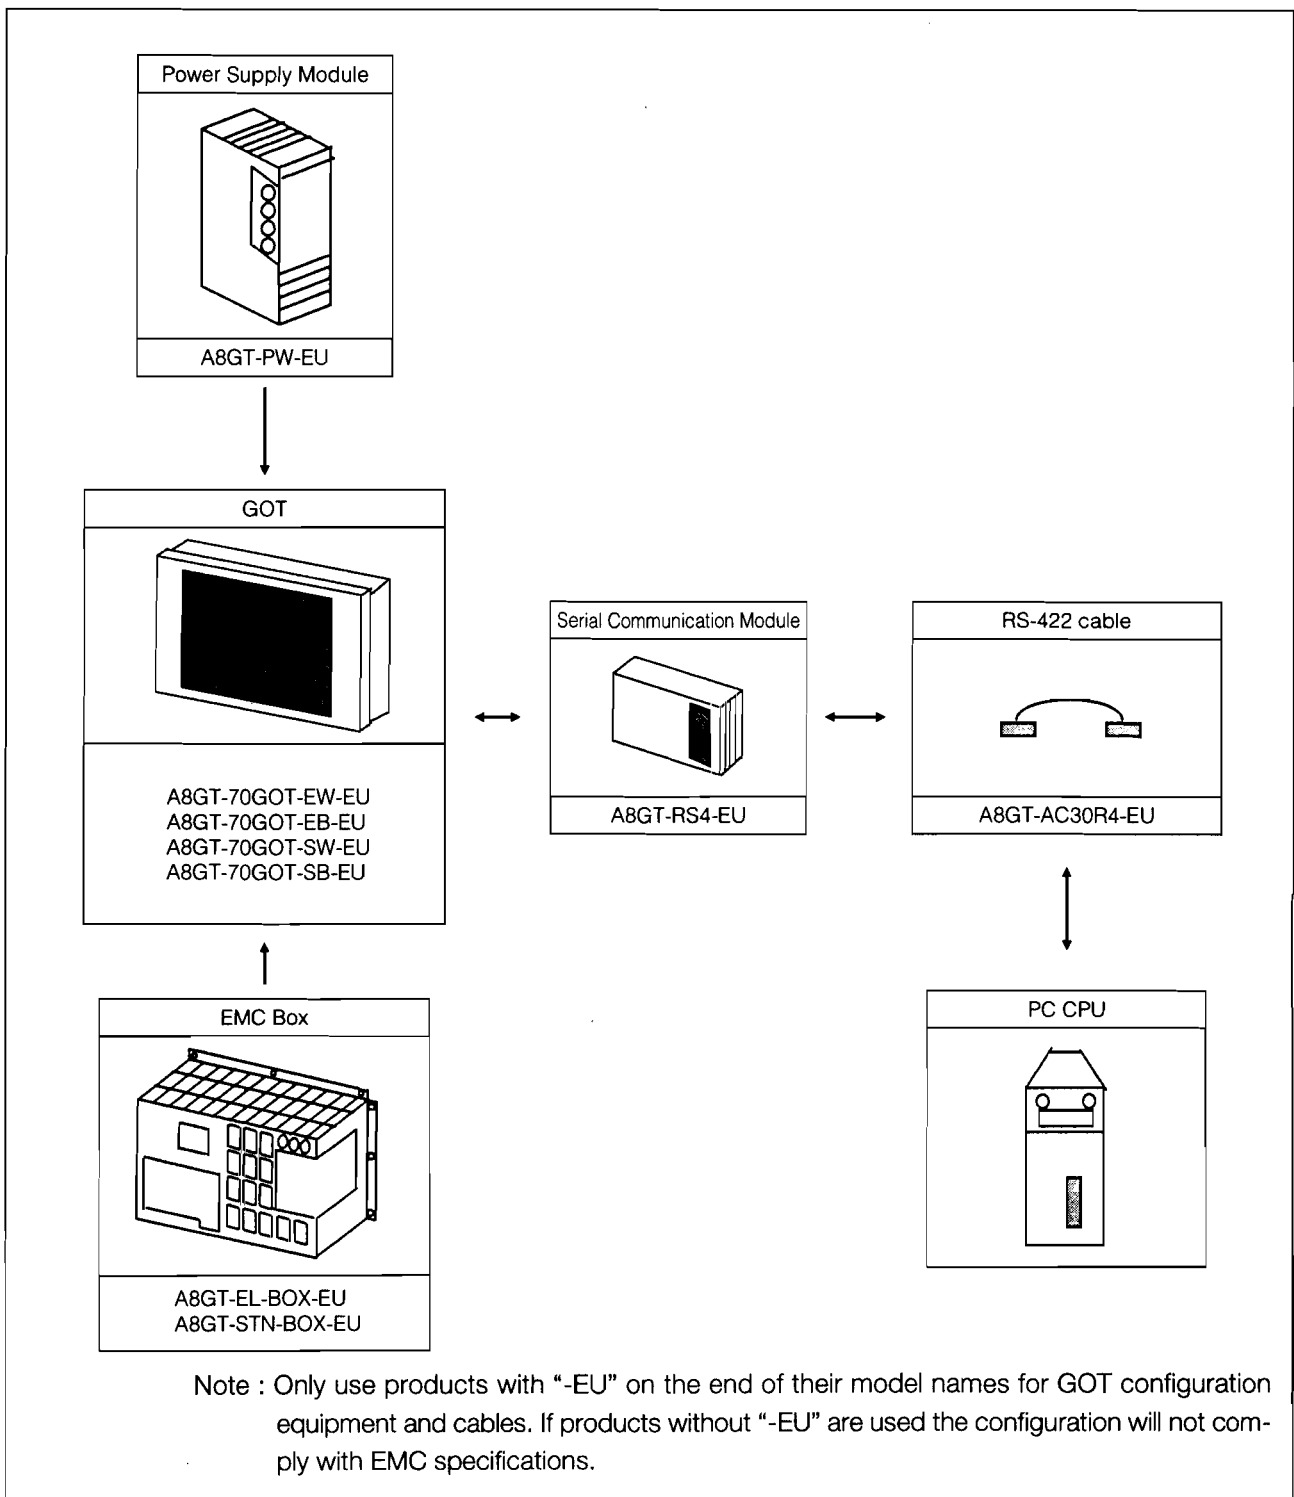 Power Supply Module
A8GT-PW-EU
GOT
A8GT-70GOT-EW-EU
A8GT-70GOT-EB-EU
A8GT-70GOT-SW-EU
A8GT-70GOT-SB-EU
Serial Communication Module
A8GT-RS4-EU
RS-422 cable
A8GT-AC30R4-EU
EMC Box
A8GT-EL-BOX-EU
A8GT-STN-BOX-EU
PC CPU
Note : Only use products with “-EU” on the end of their model names for GOT configuration
equipment and cables. If products without “-EU” are used the configuration will not com-
ply with EMC specifications.